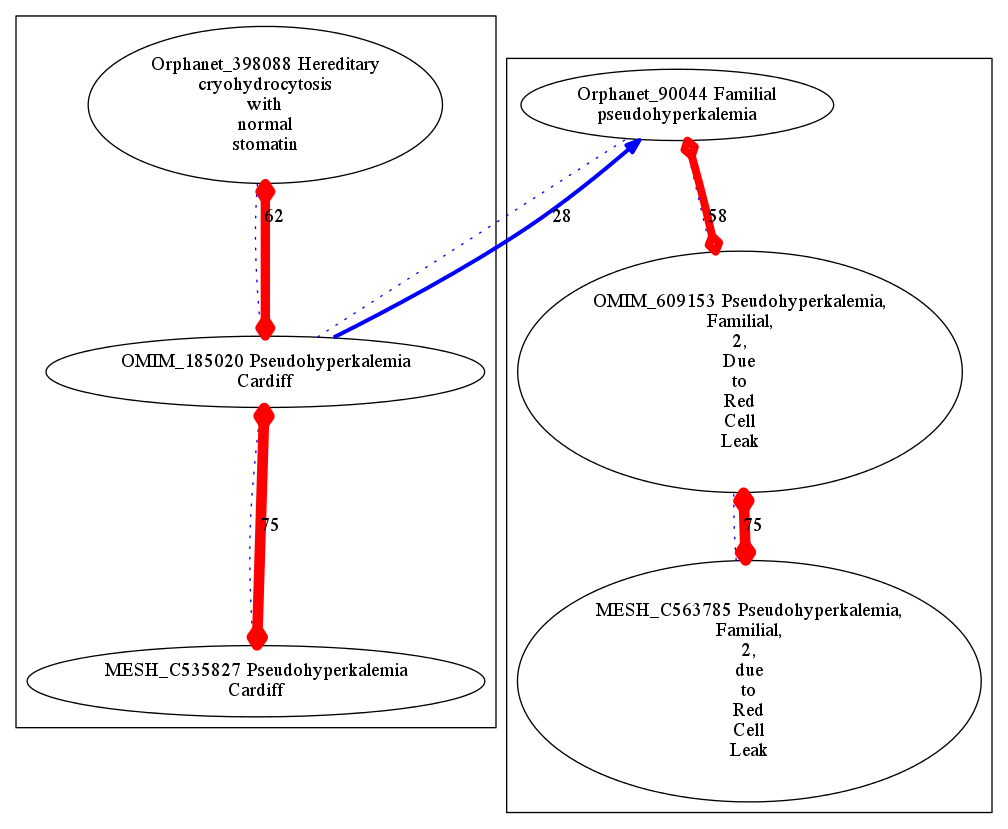 Orphanet_398088 Hereditary
cryohydrocytosis
with
normal
stomatin
62
OMIM_185020 Pseudohyperkalemia
Cardiff
75
MESH_C535827 Pseudohyperkalemia
Cardiff
28
Orphanet_90044 Familial
pseudohyperkalemia
58
OMIM_609153 Pseudohyperkalemia,
Familial,
2,
Due
to
Red
Cell
Leak
75
MESH_C563785 Pseudohyperkalemia,
Familial,
2,
due
to
Red
Cell
Leak